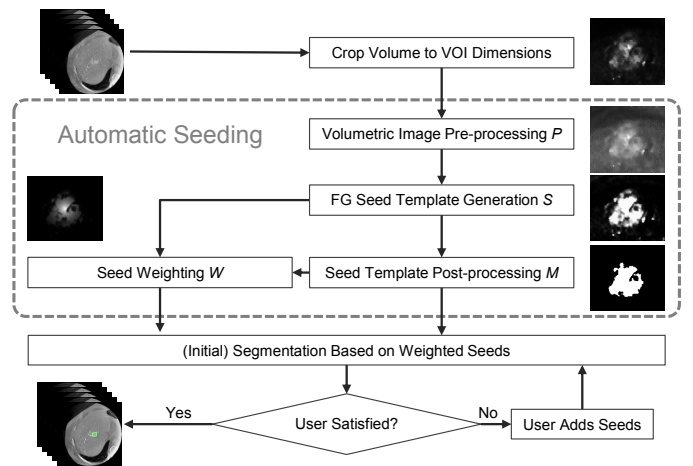 Crop Volume to VOI Dimensions
Automatic Seeding
Volumetric Image Pre-processing P
FG Seed Template Generation S
Seed Weighting W
Seed Template Post-processing M
(Initial) Segmentation Based on Weighted Seeds
Yes
User Satisfied?
No
User Adds Seeds